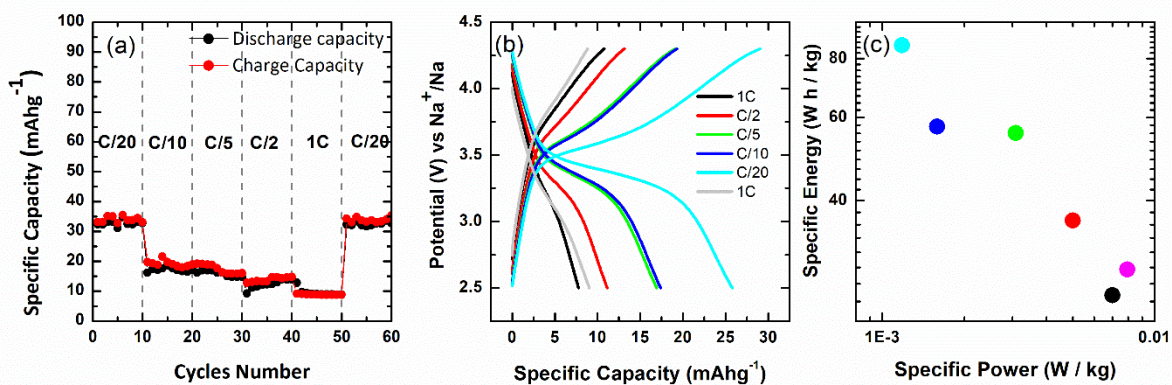 (a)
Discharge capacity
Charge Capacity
C/20 C/10 C/5 C/2 1C C/20
100
90
80
70
60
50
40
30
20
10
0
0 10 20 30 40 50 60
Specific Capacity (mAhg⁻¹)
Cycles Number
(b)
1C
C/2
C/5
C/10
C/20
1C
4.0
3.5
3.0
2.5
0 5 10 15 20 25 30
Potential (V) vs Na⁺/Na
Specific Capacity (mAhg⁻¹)
(c)
80
60
40
1E-3 0.01
Specific Energy (W h / kg)
Specific Power (W / kg)